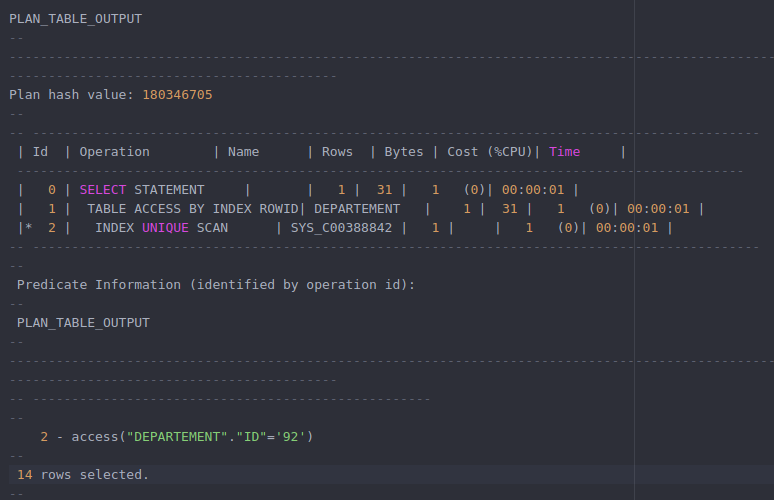 PLAN_TABLE_OUTPUT
--
--------------------------------------------------------------------------------------------------
------------------------------------------
Plan hash value: 180346705
--
-- ---------------------------------------------------------------------------------------------
 | Id  | Operation        | Name      | Rows  | Bytes | Cost (%CPU)| Time     |
 ---------------------------------------------------------------------------------------------
 |   0 | SELECT STATEMENT     |       |   1 |  31 |   1   (0)| 00:00:01 |
 |   1 |  TABLE ACCESS BY INDEX ROWID| DEPARTEMENT   |    1 |  31 |   1   (0)| 00:00:01 |
 |*  2 |   INDEX UNIQUE SCAN      | SYS_C00388842 |   1 |     |   1   (0)| 00:00:01 |
------------------------------------------------------------------------------------------------
--
 Predicate Information (identified by operation id):
--
 PLAN_TABLE_OUTPUT
--
--------------------------------------------------------------------------------------------------
------------------------------------------
-- ---------------------------------------------------
--
    2 - access("DEPARTEMENT"."ID"='92')
--
 14 rows selected.
--